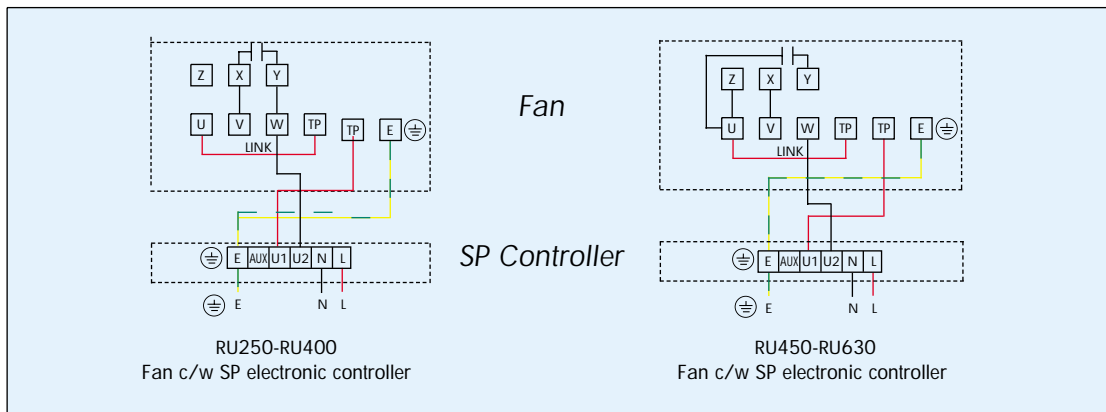 Z X Y
U V W TP TP E
LINK
Fan
Z X Y
U V W TP TP E
LINK
SP Controller
E AUX U1 U2 N L
E N L
E AUX U1 U2 N L
E N L
RU250-RU400
Fan c/w SP electronic controller
RU450-RU630
Fan c/w SP electronic controller